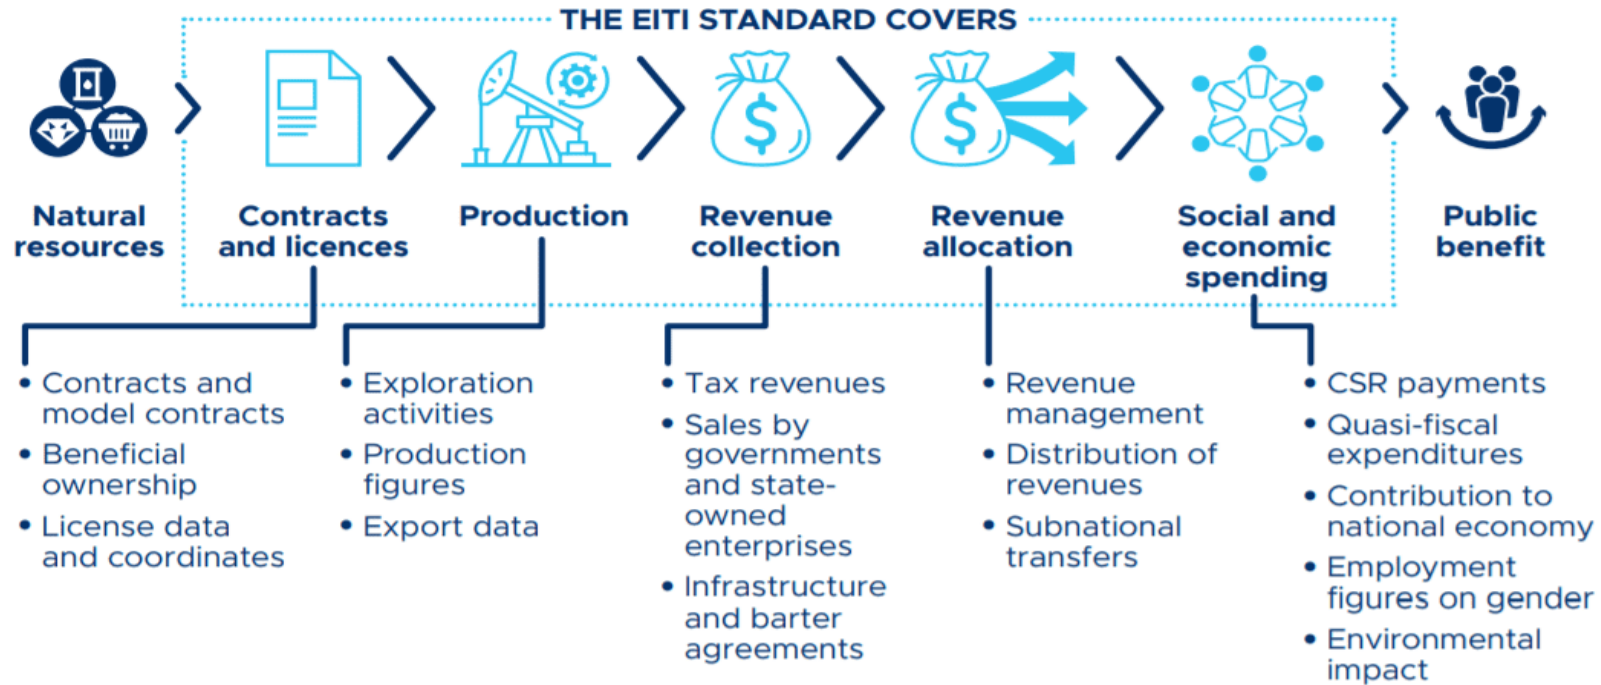 THE EITI STANDARD COVERS
Natural
resources
Contracts
and licences
Production
Revenue
collection
Revenue
allocation
Social and
economic
spending
Public
benefit
• Contracts and
model contracts
• Beneficial
ownership
• License data
and coordinates
• Exploration
activities
• Production
figures
• Export data
• Tax revenues
• Sales by
governments
and state-
owned
enterprises
• Infrastructure
and barter
agreements
• Revenue
management
• Distribution of
revenues
• Subnational
transfers
• CSR payments
• Quasi-fiscal
expenditures
• Contribution to
national economy
• Employment
figures on gender
• Environmental
impact